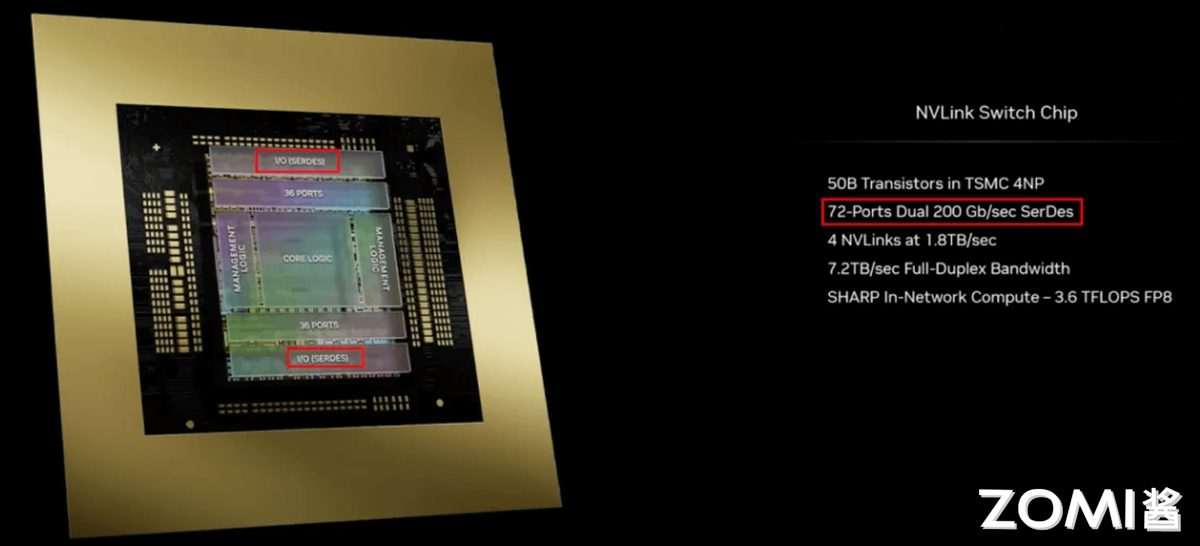 I/O (SERDES)
36 PORTS
MANAGEMENT
LOGIC
CORE LOGIC
MANAGEMENT
LOGIC
36 PORTS
I/O (SERDES)
NVLink Switch Chip
50B Transistors in TSMC 4NP
72-Ports Dual 200 Gb/sec SerDes
4 NVLinks at 1.8TB/sec
7.2TB/sec Full-Duplex Bandwidth
SHARP In-Network Compute – 3.6 TFLOPS FP8
ZOMI酱